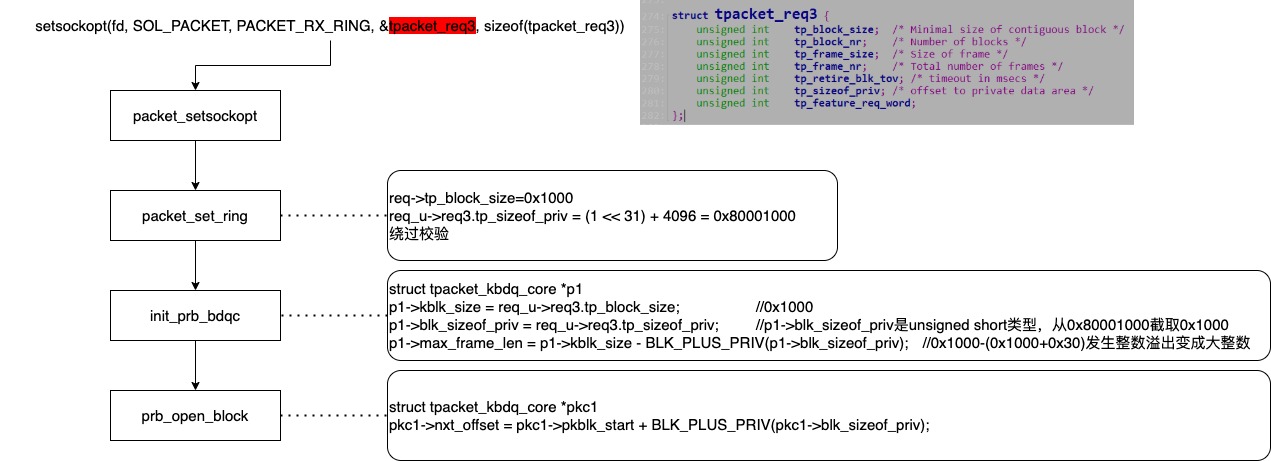 setsockopt(fd, SOL_PACKET, PACKET_RX_RING, &tpacket_req3, sizeof(tpacket_req3))
274: struct tpacket_req3 {
275: unsigned int tp_block_size; /* Minimal size of contiguous block */
276: unsigned int tp_block_nr; /* Number of blocks */
277: unsigned int tp_frame_size; /* Size of frame */
278: unsigned int tp_frame_nr; /* Total number of frames */
279: unsigned int tp_retire_blk_tov; /* timeout in msecs */
280: unsigned int tp_sizeof_priv; /* offset to private data area */
281: unsigned int tp_feature_req_word;
282: };
packet_setsockopt
packet_set_ring
req->tp_block_size=0x1000
req_u->req3.tp_sizeof_priv = (1 << 31) + 4096 = 0x80001000
绕过校验
init_prb_bdqc
struct tpacket_kbdq_core *p1
p1->kblk_size = req_u->req3.tp_block_size; //0x1000
p1->blk_sizeof_priv = req_u->req3.tp_sizeof_priv; //p1->blk_sizeof_priv是unsigned short类型，从0x80001000截取0x1000
p1->max_frame_len = p1->kblk_size - BLK_PLUS_PRIV(p1->blk_sizeof_priv); //0x1000-(0x1000+0x30)发生整数溢出变成大整数
prb_open_block
struct tpacket_kbdq_core *pkc1
pkc1->nxt_offset = pkc1->pkblk_start + BLK_PLUS_PRIV(pkc1->blk_sizeof_priv);